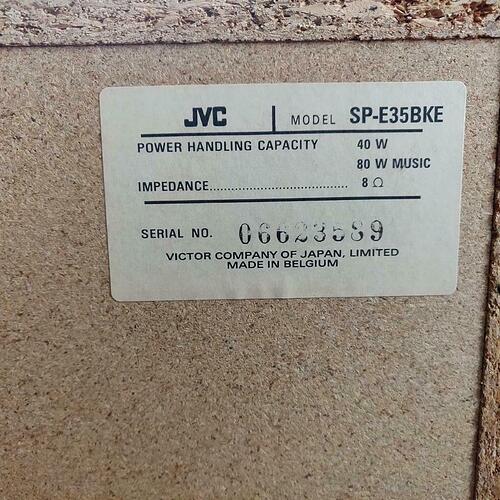 JVC MODEL SP-E35BKE
POWER HANDLING CAPACITY 40 W
80 W MUSIC
IMPEDANCE..................................... 8 Ω
SERIAL NO. 06623589
VICTOR COMPANY OF JAPAN, LIMITED
MADE IN BELGIUM